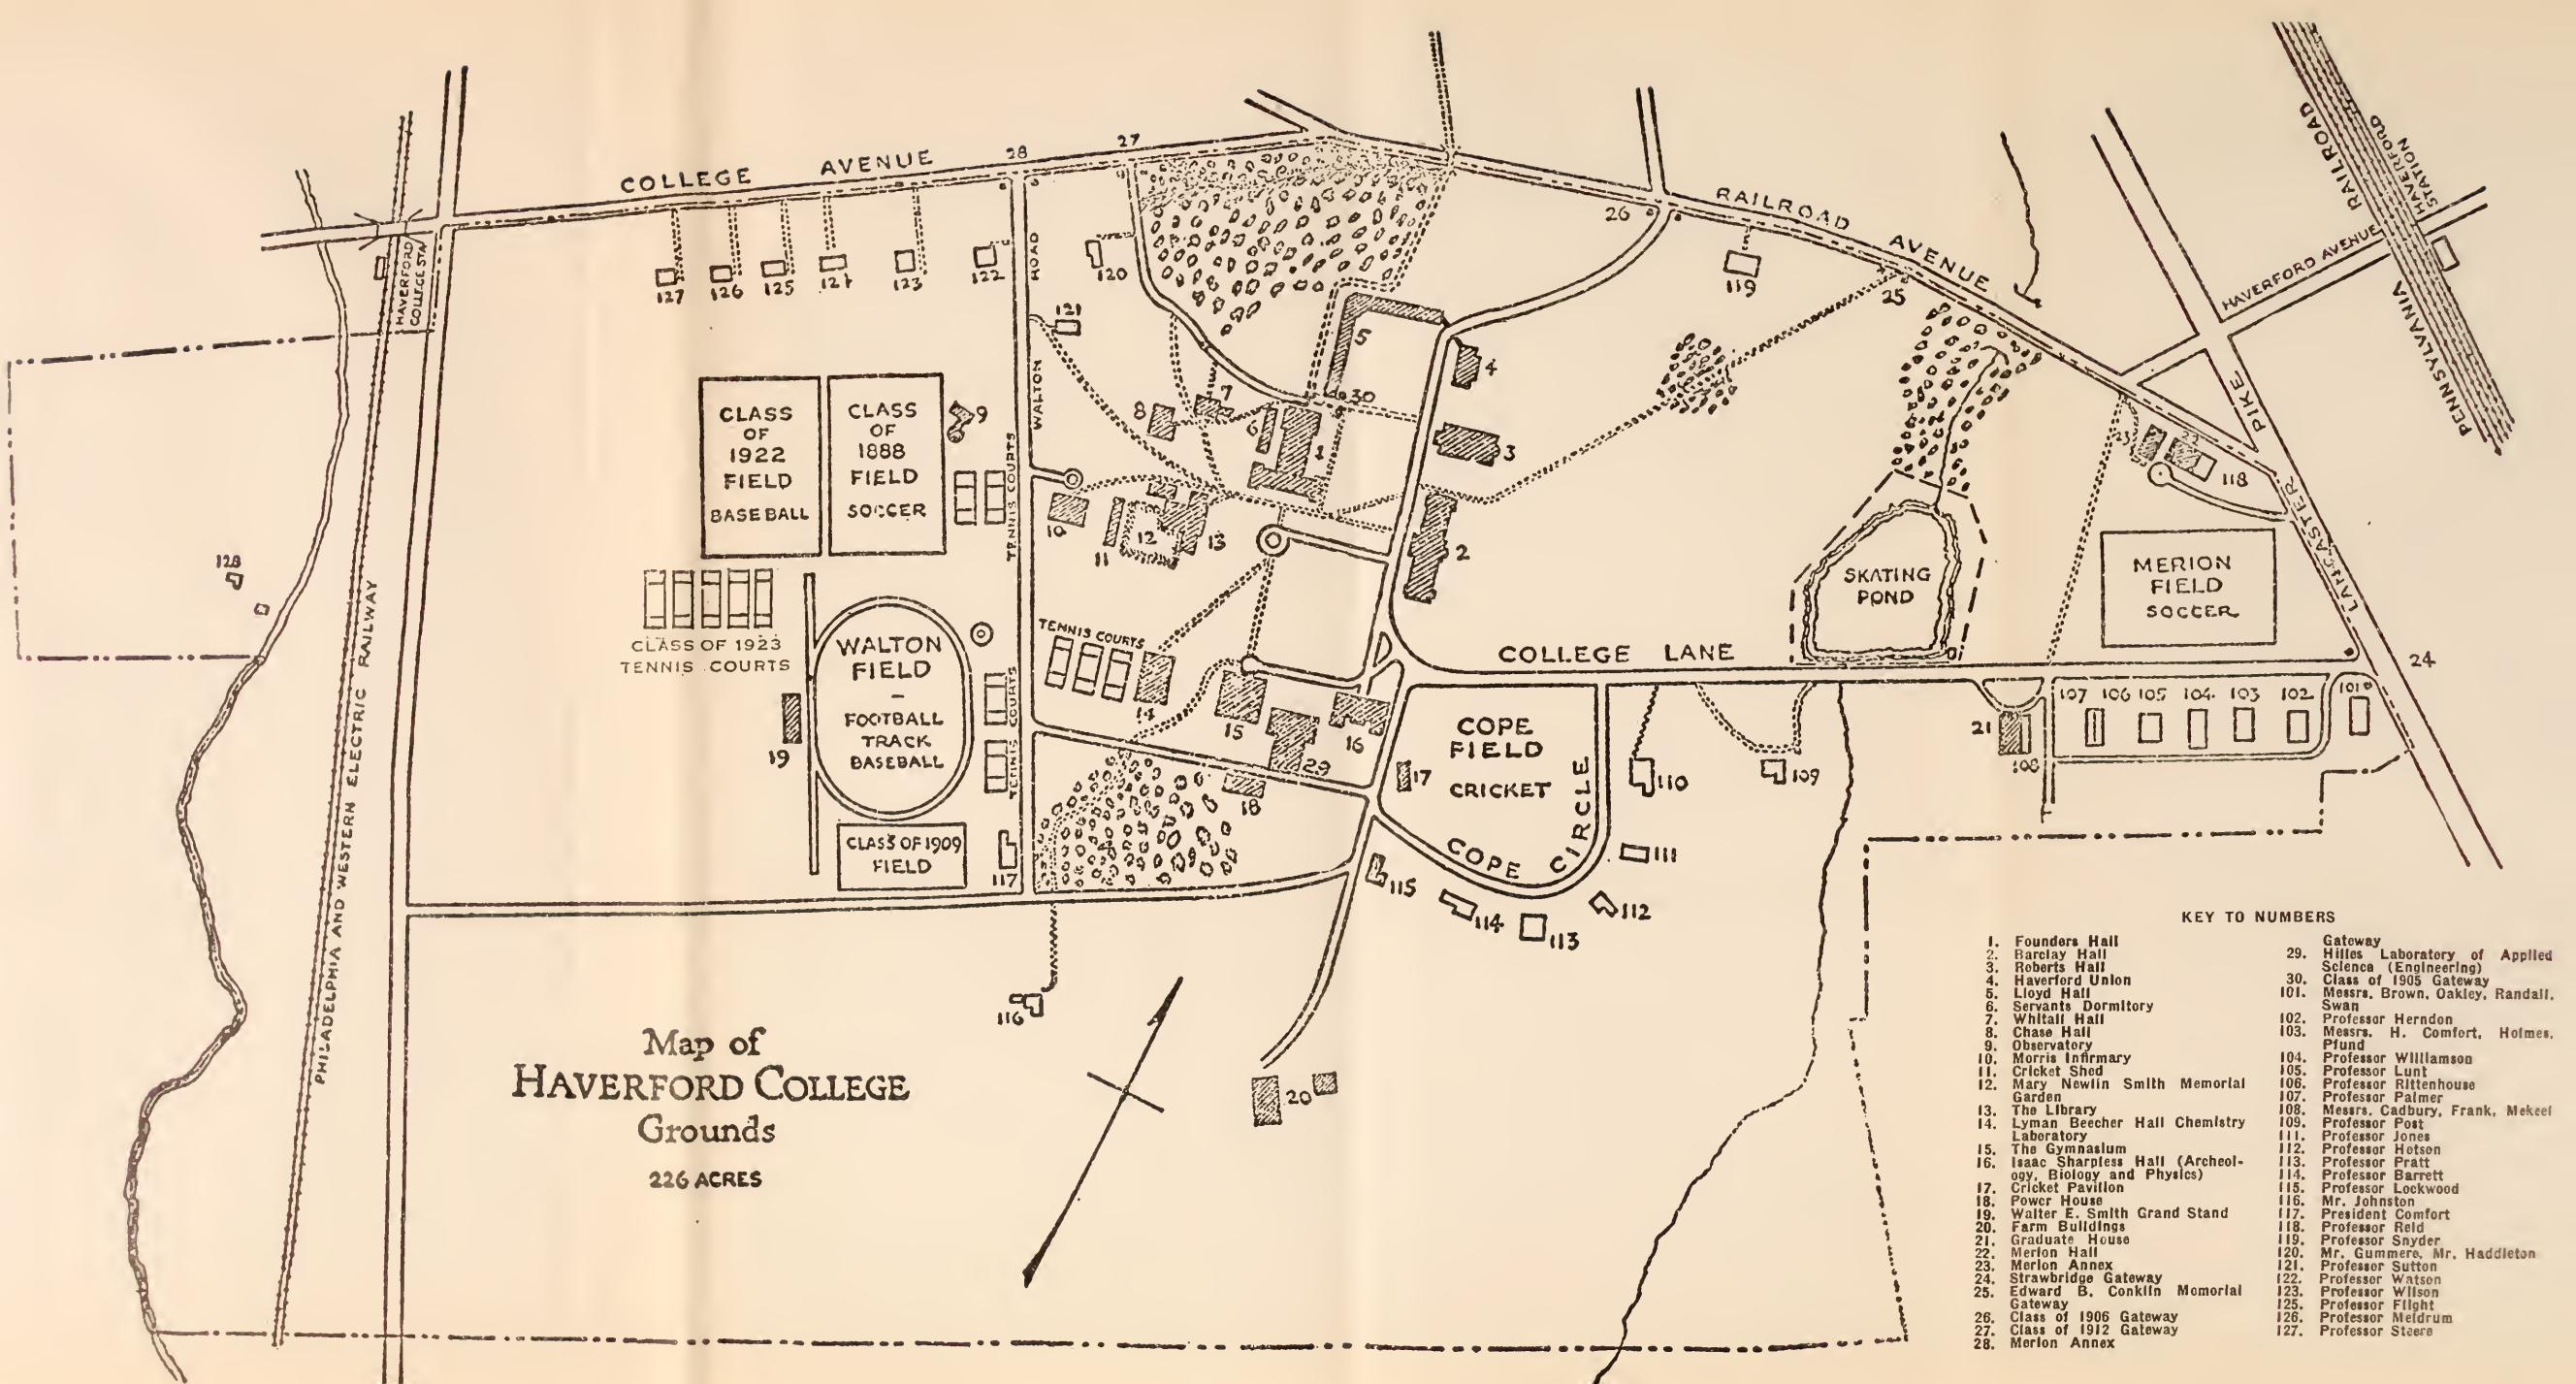 COLLEGE AVENUE
28
27
RAILROAD AVENUE
26
25
24
PENNSYLVANIA RAILROAD
HAVERFORD STATION
HAVERFORD AVENUE
LANCASTER PIKE
HAVERFORD
COLLEGE STA.
PHILADELPHIA AND WESTERN ELECTRIC RAILWAY
127
126
125
123
122
WALTON ROAD
120
121
119
5
4
30
3
7
8
6
1
2
9
10
11
12
13
CLASS
OF
1922
FIELD
BASEBALL
CLASS
OF
1888
FIELD
SOCCER
TENNIS COURTS
128
CLASS OF 1923
TENNIS COURTS
19
WALTON
FIELD
–
FOOTBALL
TRACK
BASEBALL
TENNIS COURTS
TENNIS COURTS
CLASS OF 1909
FIELD
117
14
15
16
29
18
17
COLLEGE LANE
COPE
FIELD
CRICKET
COPE CIRCLE
SKATING
POND
23
22
118
MERION
FIELD
SOCCER
21
107 106 105 104 103 102 101
108
110
109
111
112
113
114
115
116
20
Map of
HAVERFORD COLLEGE
Grounds
226 ACRES
KEY TO NUMBERS
1. Founders Hall
2. Barclay Hall
3. Roberts Hall
4. Haverford Union
5. Lloyd Hall
6. Servants Dormitory
7. Whitall Hall
8. Chase Hall
9. Observatory
10. Morris Infirmary
11. Cricket Shed
12. Mary Newlin Smith Memorial
Garden
13. The Library
14. Lyman Beecher Hall Chemistry
Laboratory
15. The Gymnasium
16. Isaac Sharpless Hall (Archeol-
ogy, Biology and Physics)
17. Cricket Pavilion
18. Power House
19. Walter E. Smith Grand Stand
20. Farm Buildings
21. Graduate House
22. Merion Hall
23. Merion Annex
24. Strawbridge Gateway
25. Edward B. Conklin Memorial
Gateway
26. Class of 1906 Gateway
27. Class of 1912 Gateway
28. Merion Annex
Gateway
29. Hilles Laboratory of Applied
Science (Engineering)
30. Class of 1905 Gateway
101. Messrs. Brown, Oakley, Randall,
Swan
102. Professor Herndon
103. Messrs. H. Comfort, Holmes,
Pfund
104. Professor Williamson
105. Professor Lunt
106. Professor Rittenhouse
107. Professor Palmer
108. Messrs. Cadbury, Frank, Mekeel
109. Professor Post
111. Professor Jones
112. Professor Hotson
113. Professor Pratt
114. Professor Barrett
115. Professor Lockwood
116. Mr. Johnston
117. President Comfort
118. Professor Reid
119. Professor Snyder
120. Mr. Gummere, Mr. Haddleton
121. Professor Sutton
122. Professor Watson
123. Professor Wilson
125. Professor Flight
126. Professor Meldrum
127. Professor Steere